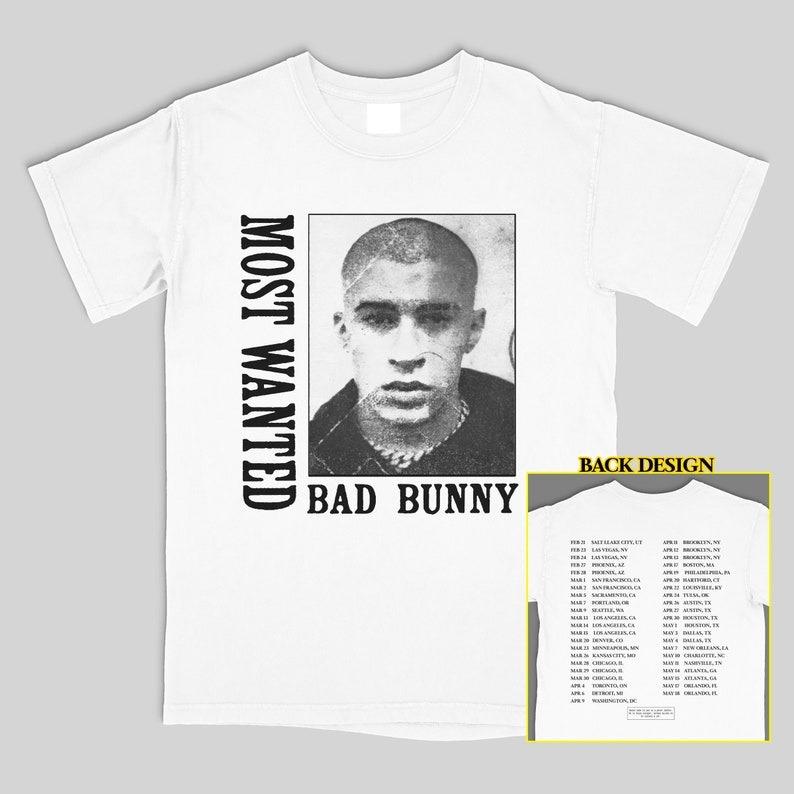 MOST WANTED
BAD BUNNY
BACK DESIGN
FEB 21 SALT LLAKE CITY, UT
FEB 23 LAS VEGAS, NV
FEB 24 LAS VEGAS, NV
FEB 27 PHOENIX, AZ
FEB 28 PHOENIX, AZ
MAR 1 SAN FRANCISCO, CA
MAR 2 SAN FRANCISCO, CA
MAR 5 SACRAMENTO, CA
MAR 7 PORTLAND, OR
MAR 9 SEATTLE, WA
MAR 13 LOS ANGELES, CA
MAR 14 LOS ANGELES, CA
MAR 15 LOS ANGELES, CA
MAR 20 DENVER, CO
MAR 23 MINNEAPOLIS, MN
MAR 26 KANSAS CITY, MO
MAR 28 CHICAGO, IL
MAR 29 CHICAGO, IL
MAR 30 CHICAGO, IL
APR 4 TORONTO, ON
APR 6 DETROIT, MI
APR 9 WASHINGTON, DC
APR 11 BROOKLYN, NY
APR 12 BROOKLYN, NY
APR 13 BROOKLYN, NY
APR 17 BOSTON, MA
APR 19 PHILADELPHIA, PA
APR 20 HARTFORD, CT
APR 22 LOUISVILLE, KY
APR 24 TULSA, OK
APR 26 AUSTIN, TX
APR 27 AUSTIN, TX
APR 30 HOUSTON, TX
MAY 1 HOUSTON, TX
MAY 3 DALLAS, TX
MAY 4 DALLAS, TX
MAY 7 NEW ORLEANS, LA
MAY 10 CHARLOTTE, NC
MAY 11 NASHVILLE, TN
MAY 14 ATLANTA, GA
MAY 15 ATLANTA, GA
MAY 17 ORLANDO, FL
MAY 18 ORLANDO, FL